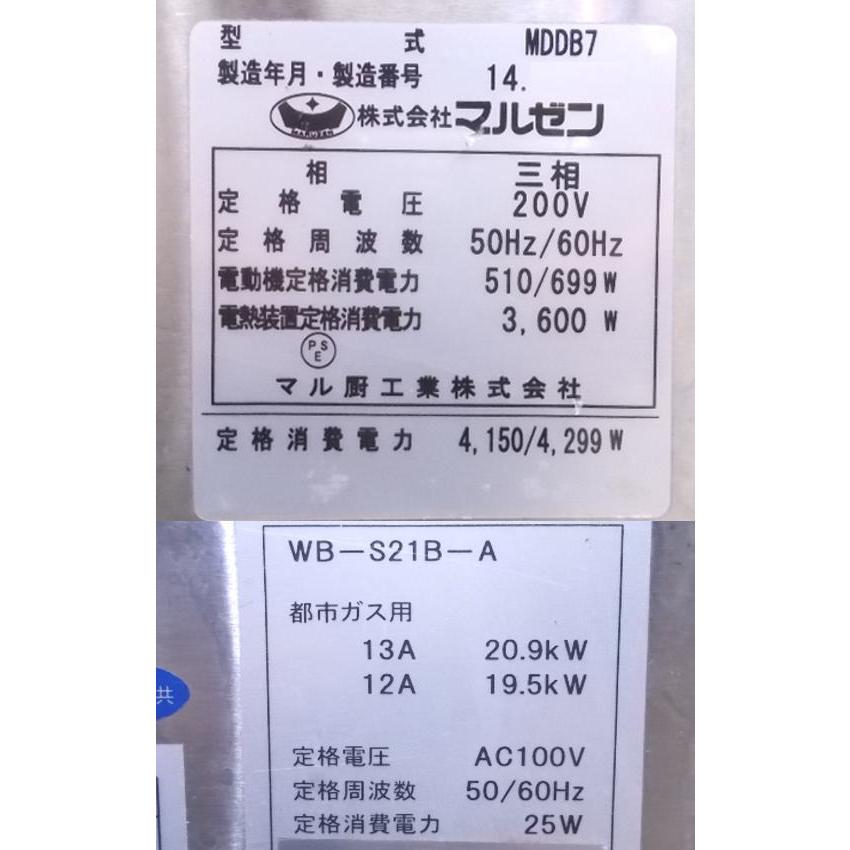 型 式 MDDB7
製造年月・製造番号 14.
MARUZEN 株式会社マルゼン
相 三相
定格電圧 200V
定格周波数 50Hz/60Hz
電動機定格消費電力 510/699W
電熱装置定格消費電力 3,600 W
PSE
マル厨工業株式会社
定格消費電力 4,150/4,299W
WB-S21B-A
都市ガス用
13A 20.9kW
12A 19.5kW
共
定格電圧 AC100V
定格周波数 50/60Hz
定格消費電力 25W